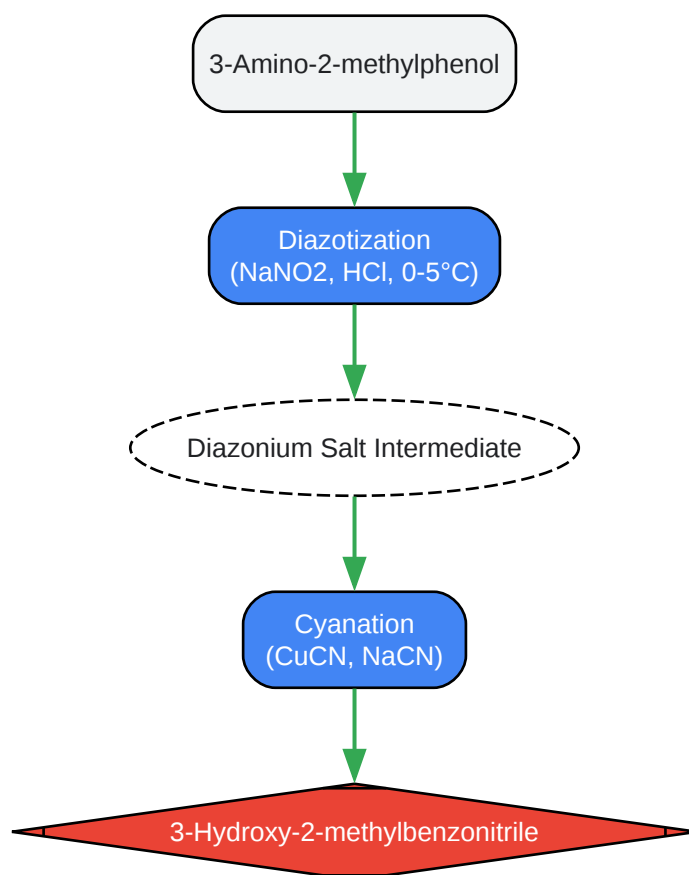 3-Amino-2-methylphenol
Diazotization
(NaNO2, HCl, 0-5°C)
Diazonium Salt Intermediate
Cyanation
(CuCN, NaCN)
3-Hydroxy-2-methylbenzonitrile